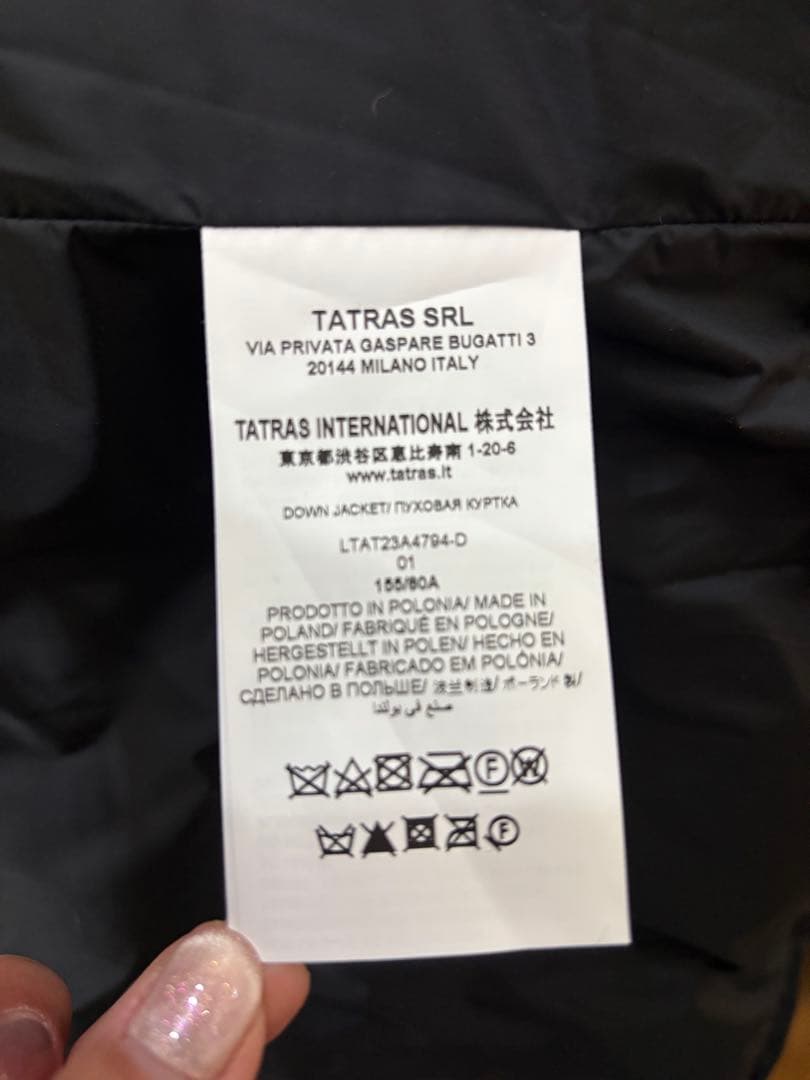 TATRAS SRL
VIA PRIVATA GASPARE BUGATTI 3
20144 MILANO ITALY
TATRAS INTERNATIONAL 株式会社
東京都渋谷区恵比寿南 1-20-6
www.tatras.it
DOWN JACKET/ ПУХОВАЯ КУРТКА
LTAT23A4794-D
01
155/80A
PRODOTTO IN POLONIA/ MADE IN
POLAND/ FABRIQUÉ EN POLOGNE/
HERGESTELLT IN POLEN/ HECHO EN
POLONIA/ FABRICADO EM POLÓNIA/
СДЕЛАНО В ПОЛЬШЕ/ 波兰制造/ ポーランド製/
صنع في بولندا
F W
F